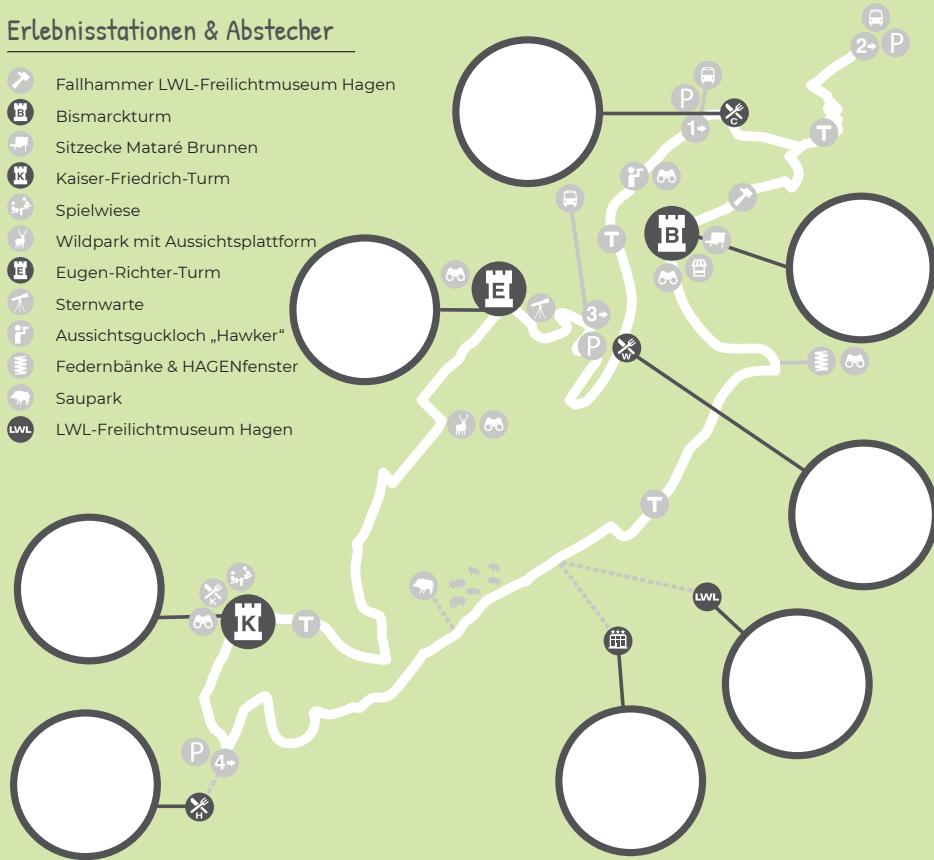 Erlebnisstationen & Abstecher
Fallhammer LWL-Freilichtmuseum Hagen
B Bismarckturm
Sitzecke Mataré Brunnen
K Kaiser-Friedrich-Turm
Spielwiese
Wildpark mit Aussichtsplattform
E Eugen-Richter-Turm
Sternwarte
Aussichtsguckloch „Hawker“
Federnbänke & HAGENfenster
Saupark
LWL LWL-Freilichtmuseum Hagen
2 P
P
1 C
T
T
B
E
3
P W
T
K
K T
LWL
P 4
H